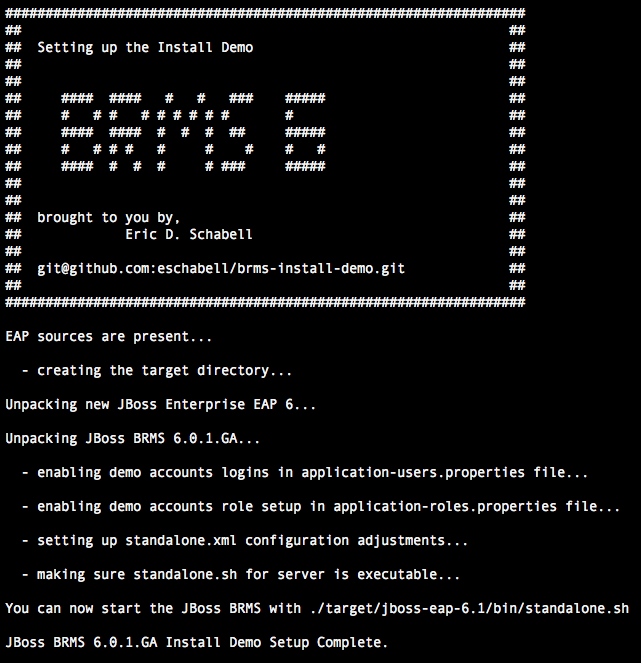 #################################################################
##                                                             ##
##  Setting up the Install Demo                                ##
##                                                             ##
##                                                             ##
##     ####  ####   #   #   ###    #####                       ##
##     #   # #   # # # # # #       #                           ##
##     ####  ####  #  #  #  ##     #####                       ##
##     #   # # #   #     #    #    #   #                       ##
##     ####  #  #  #     # ###     #####                       ##
##                                                             ##
##                                                             ##
##  brought to you by,                                         ##
##             Eric D. Schabell                                ##
##                                                             ##
##  git@github.com:eschabell/brms-install-demo.git             ##
##                                                             ##
#################################################################
EAP sources are present...
  - creating the target directory...
Unpacking new JBoss Enterprise EAP 6...
Unpacking JBoss BRMS 6.0.1.GA...
  - enabling demo accounts logins in application-users.properties file...
  - enabling demo accounts role setup in application-roles.properties file...
  - setting up standalone.xml configuration adjustments...
  - making sure standalone.sh for server is executable...
You can now start the JBoss BRMS with ./target/jboss-eap-6.1/bin/standalone.sh
JBoss BRMS 6.0.1.GA Install Demo Setup Complete.